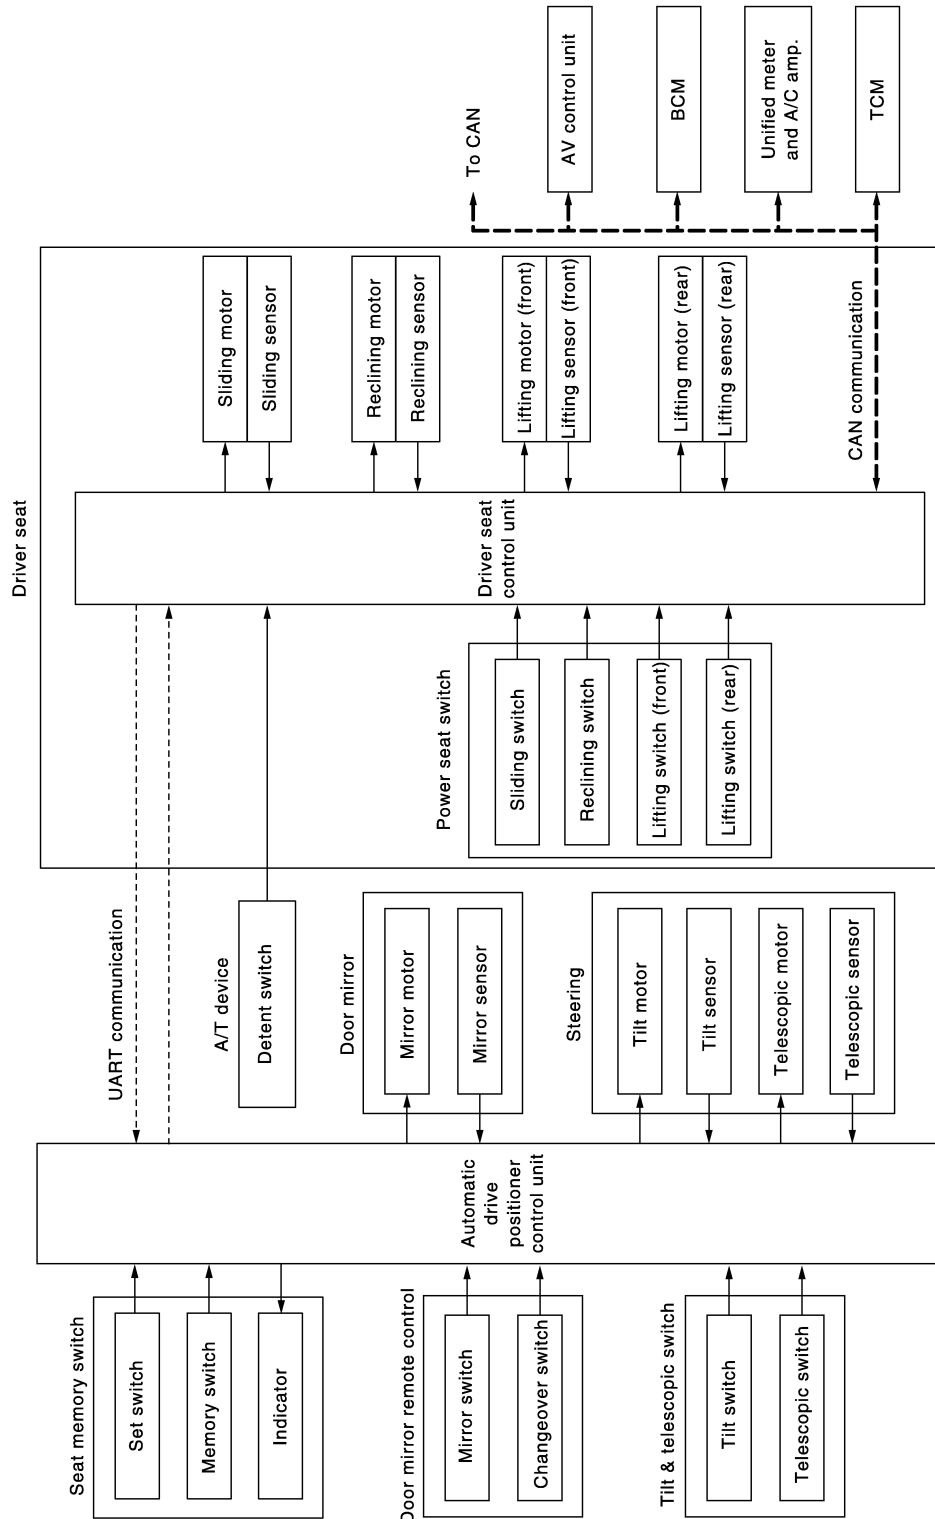 Seat memory switch
Set switch
Memory switch
Indicator
Door mirror remote control
Mirror switch
Changeover switch
Tilt & telescopic switch
Tilt switch
Telescopic switch
Automatic
drive
positioner
control unit
UART communication
A/T device
Detent switch
Door mirror
Mirror motor
Mirror sensor
Steering
Tilt motor
Tilt sensor
Telescopic motor
Telescopic sensor
Driver seat
Power seat switch
Sliding switch
Reclining switch
Lifting switch (front)
Lifting switch (rear)
Driver seat
control unit
Sliding motor
Sliding sensor
Reclining motor
Reclining sensor
Lifting motor (front)
Lifting sensor (front)
Lifting motor (rear)
Lifting sensor (rear)
CAN communication
To CAN
AV control unit
BCM
Unified meter
and A/C amp.
TCM